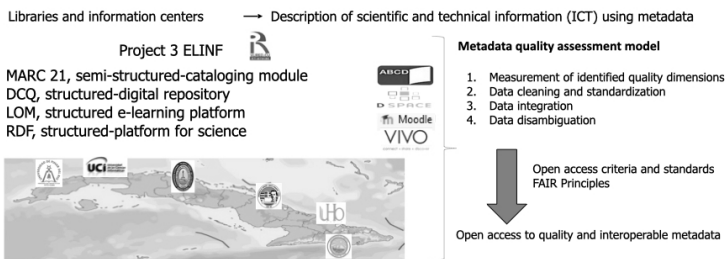 Libraries and information centers → Description of scientific and technical information (ICT) using metadata
Project 3 ELINF
R
MARC 21, semi-structured-cataloging module
DCQ, structured-digital repository
LOM, structured e-learning platform
RDF, structured-platform for science
ABCD
DSPACE
m Moodle
VIVO
Metadata quality assessment model
1. Measurement of identified quality dimensions
2. Data cleaning and standardization
3. Data integration
4. Data disambiguation
Open access criteria and standards
FAIR Principles
Open access to quality and interoperable metadata
UCi
uHb